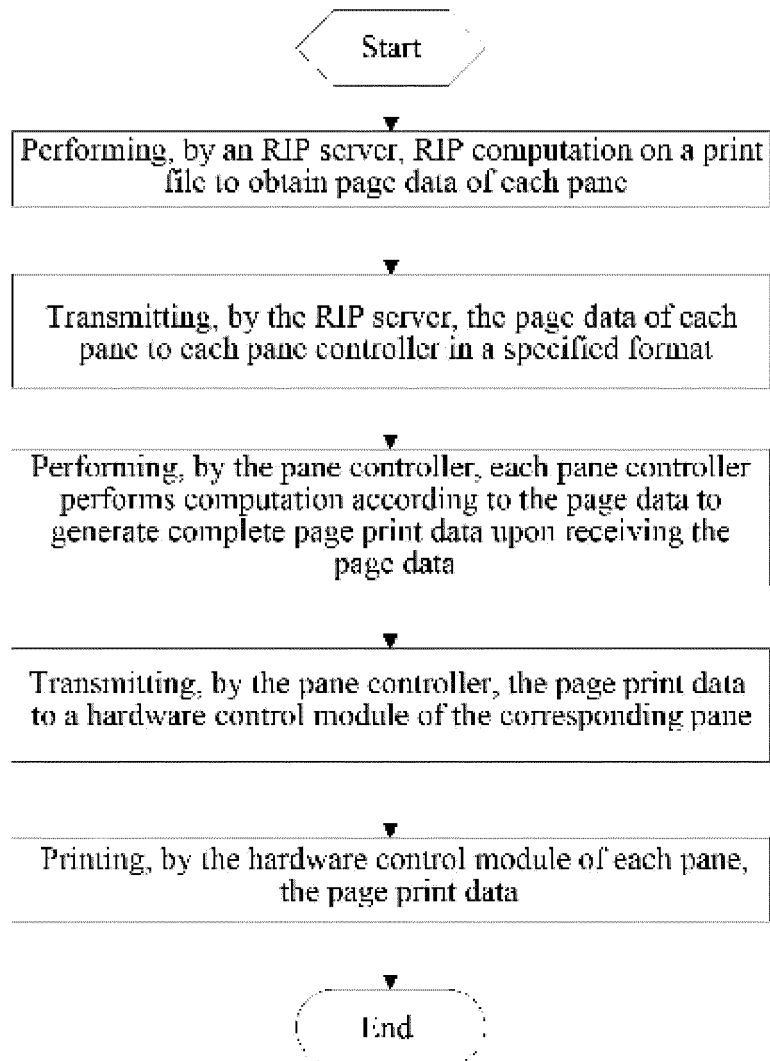 Start
Performing, by an RIP server, RIP computation on a print
file to obtain page data of each pane
Transmitting, by the RIP server, the page data of each
pane to each pane controller in a specified format
Performing, by the pane controller, each pane controller
performs computation according to the page data to
generate complete page print data upon receiving the
page data
Transmitting, by the pane controller, the page print data
to a hardware control module of the corresponding pane
Printing, by the hardware control module of each pane,
the page print data
End